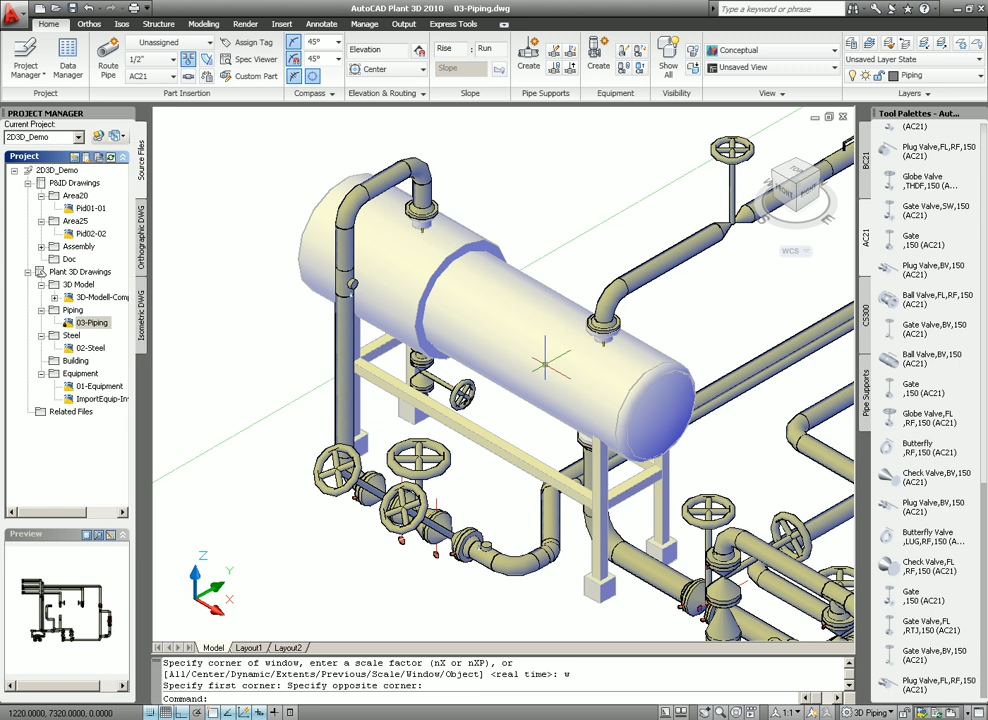 AutoCAD Plant 3D 2010 03-Piping.dwg
Type a keyword or phrase
Home Orthos Isos Structure Modeling Render Insert Annotate Manage Output Express Tools
Project Manager
Data Manager
Project
Route Pipe
Unassigned
1/2"
AC21
Assign Tag
Spec Viewer
Custom Part
Part Insertion
45°
45°
Compass
Elevation
Center
Elevation & Routing
Rise : Run
Slope
Slope
Create
Pipe Supports
Create
Equipment
Show All
Visibility
Conceptual
Unsaved View
View
Unsaved Layer State
Piping
Layers
PROJECT MANAGER
Current Project:
2D3D_Demo
Project
2D3D_Demo
P&ID Drawings
Area20
Pid01-01
Area25
Pid02-02
Assembly
Doc
Plant 3D Drawings
3D Model
3D-Modell-Com
Piping
03-Piping
Steel
02-Steel
Building
Equipment
01-Equipment
ImportEquip-In
Related Files
Source Files
Orthographic DWG
Isometric DWG
Preview
TOP
FRONT
RIGHT
W
S
WCS
Z
Y
X
Model Layout1 Layout2
Specify corner of window, enter a scale factor (nX or nXP), or
[All/Center/Dynamic/Extents/Previous/Scale/Window/Object] <real time>: w
Specify first corner: Specify opposite corner:
Command:
Tool Palettes - Aut...
BC21
AC21
CS300
Pipe Supports
(AC21)
Plug Valve,FL,RF,150
(AC21)
Globe Valve
,THDF,150 (A...
Gate Valve,SW,150
(AC21)
Gate
,150 (AC21)
Plug Valve,BV,150
(AC21)
Ball Valve,FL,RF,150
(AC21)
Gate Valve,BV,150
(AC21)
Ball Valve,BV,150
(AC21)
Gate
,150 (AC21)
Globe Valve,FL
,RF,150 (AC21)
Butterfly
,RF,150 (AC21)
Check Valve,BV,150
(AC21)
Plug Valve,BV,150
(AC21)
Butterfly Valve
,LUG,RF,150 (A...
Check Valve,FL
,RF,150 (AC21)
Gate
,150 (AC21)
Gate Valve,FL
,RTJ,150 (AC21)
Gate Valve,BV,150
(AC21)
Plug Valve,FL,RF,150
(AC21)
1220.0000, 7320.0000, 0.0000
1:1
3D Piping